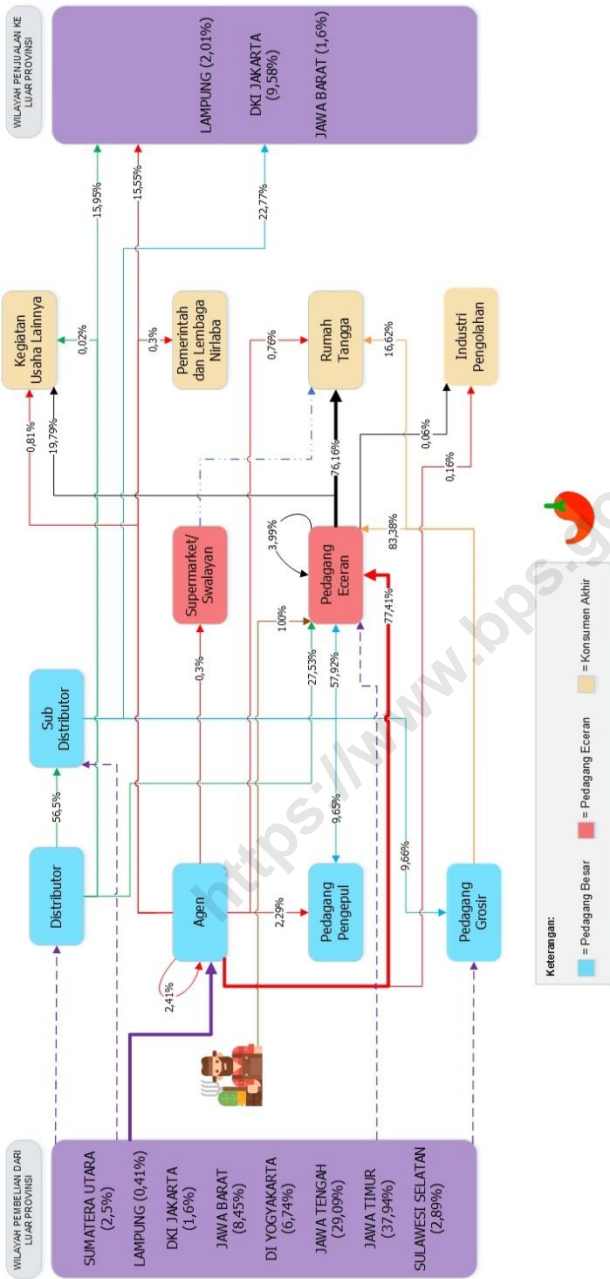 WILAYAH PEMBELIAN DARI
LUAR PROVINSI
SUMATERA UTARA
(2,5%)
LAMPUNG (0,41%)
DKI JAKARTA
(1,6%)
JAWA BARAT
(8,45%)
DI YOGYAKARTA
(6,74%)
JAWA TENGAH
(29,09%)
JAWA TIMUR
(37,94%)
SULAWESI SELATAN
(2,89%)
Distributor
56,5%
Sub
Distributor
Agen
2,41%
2,29%
Pedagang
Pengepul
9,65%
57,92%
9,66%
Pedagang
Grosir
0,3%
Supermarket/
Swalayan
100%
27,53%
3,99%
Pedagang
Eceran
77,41%
83,38%
0,81%
19,79%
0,02%
Kegiatan
Usaha Lainnya
0,3%
Pemerintah
dan Lembaga
Nirlaba
0,76%
76,16%
Rumah
Tangga
16,62%
0,06%
0,16%
Industri
Pengolahan
15,95%
15,55%
22,77%
WILAYAH PENJUALAN KE
LUAR PROVINSI
LAMPUNG (2,01%)
DKI JAKARTA
(9,58%)
JAWA BARAT (1,6%)
Keterangan:
= Pedagang Besar
= Pedagang Eceran
= Konsumen Akhir
https://www.bps.go